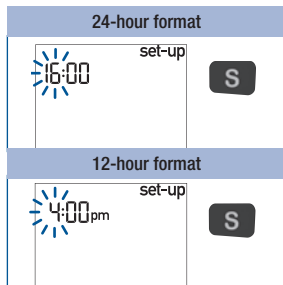 24-hour format
set-up
16:00
S
12-hour format
set-up
4:00pm
S